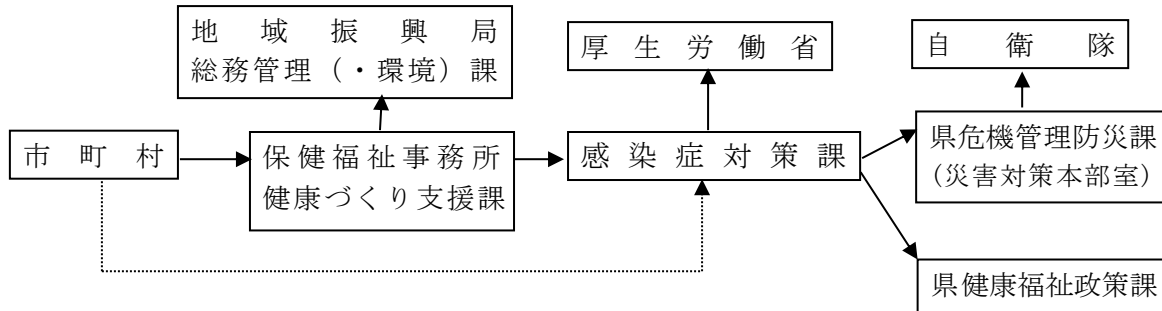 地域振興局
総務管理（・環境）課
厚生労働省
自衛隊
市町村
保健福祉事務所
健康づくり支援課
感染症対策課
県危機管理防災課
（災害対策本部室）
県健康福祉政策課